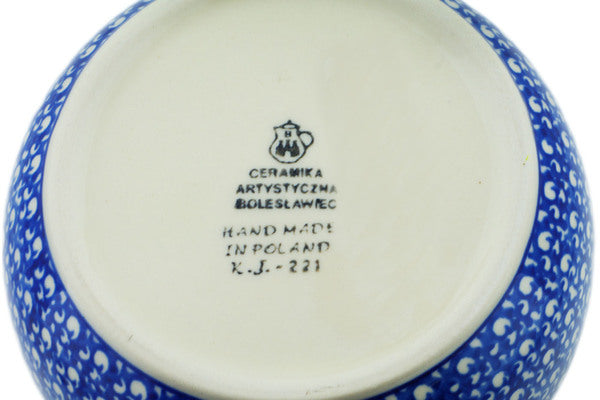 B
CERAMIKA
ARTYSTYCZNA
BOLESŁAWIEC
HAND MADE
IN POLAND
K.J.-221